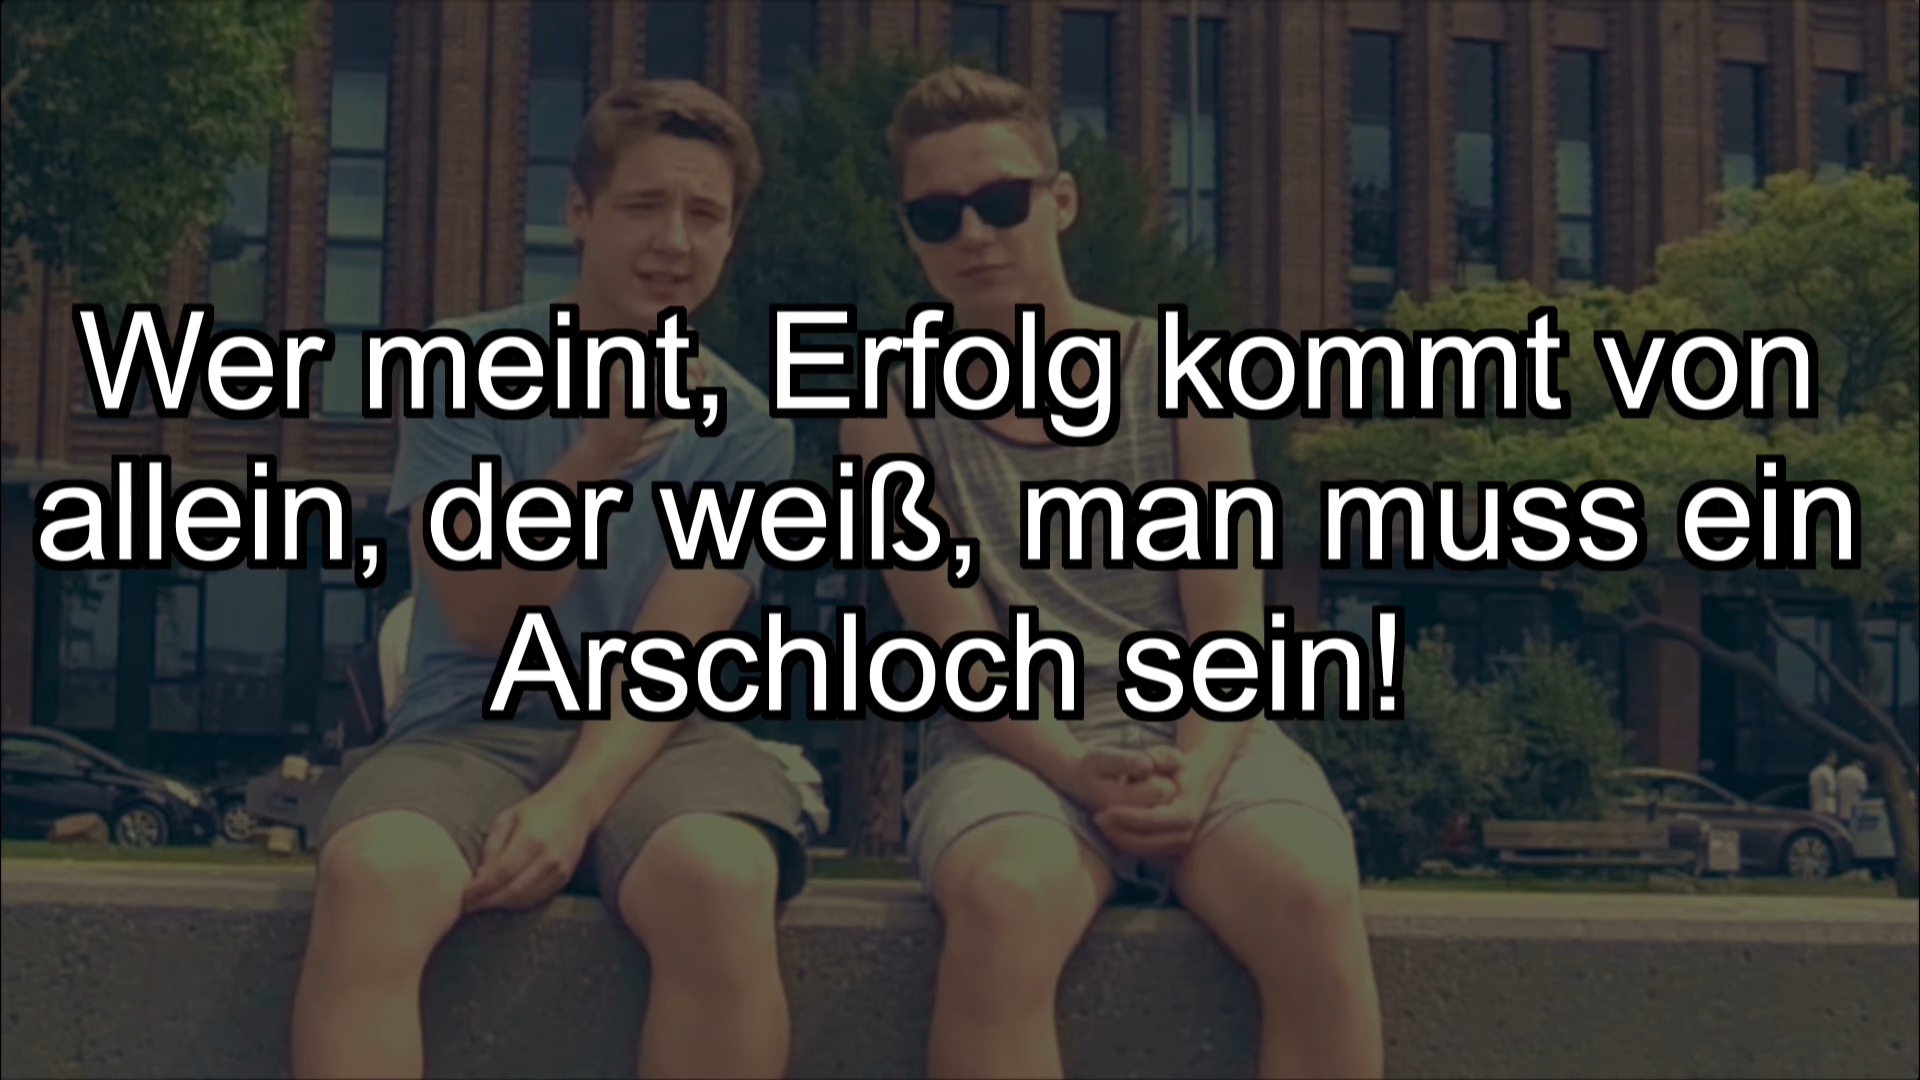 Wer meint, Erfolg kommt von
allein, der weiß, man muss ein
Arschloch sein!